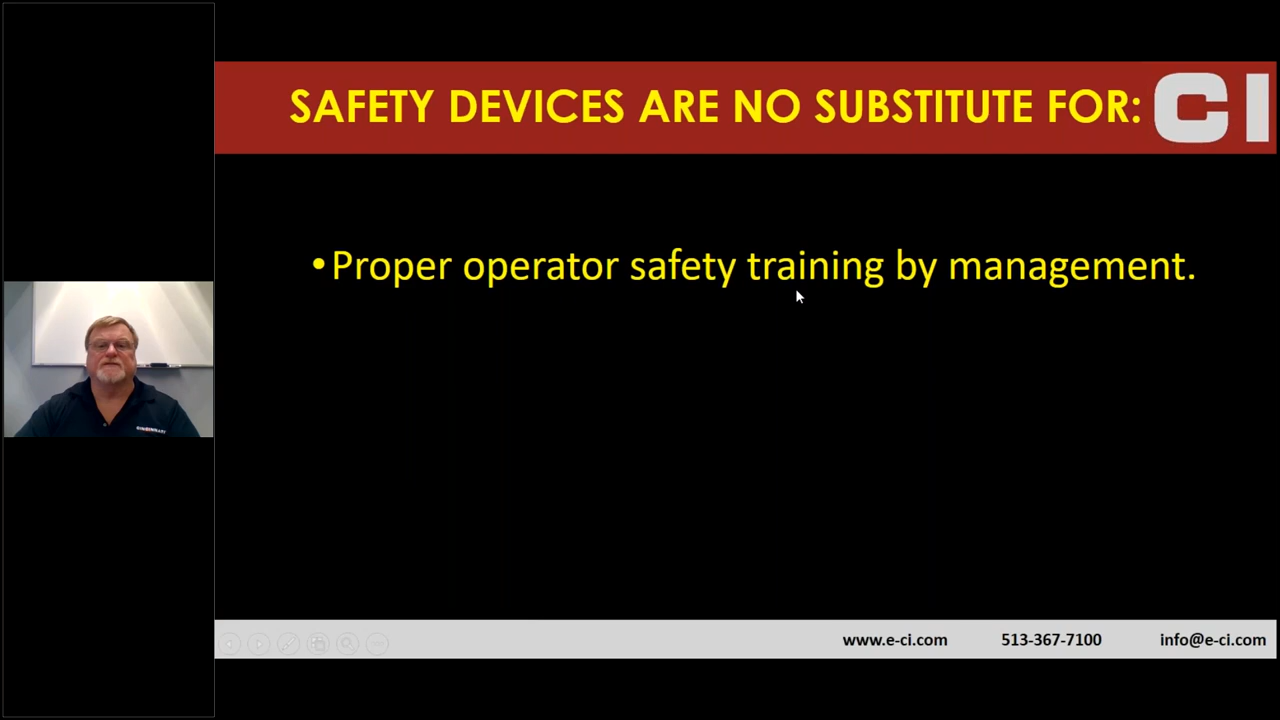 SAFETY DEVICES ARE NO SUBSTITUTE FOR:
CI
•Proper operator safety training by management.
www.e-ci.com 513-367-7100 info@e-ci.com